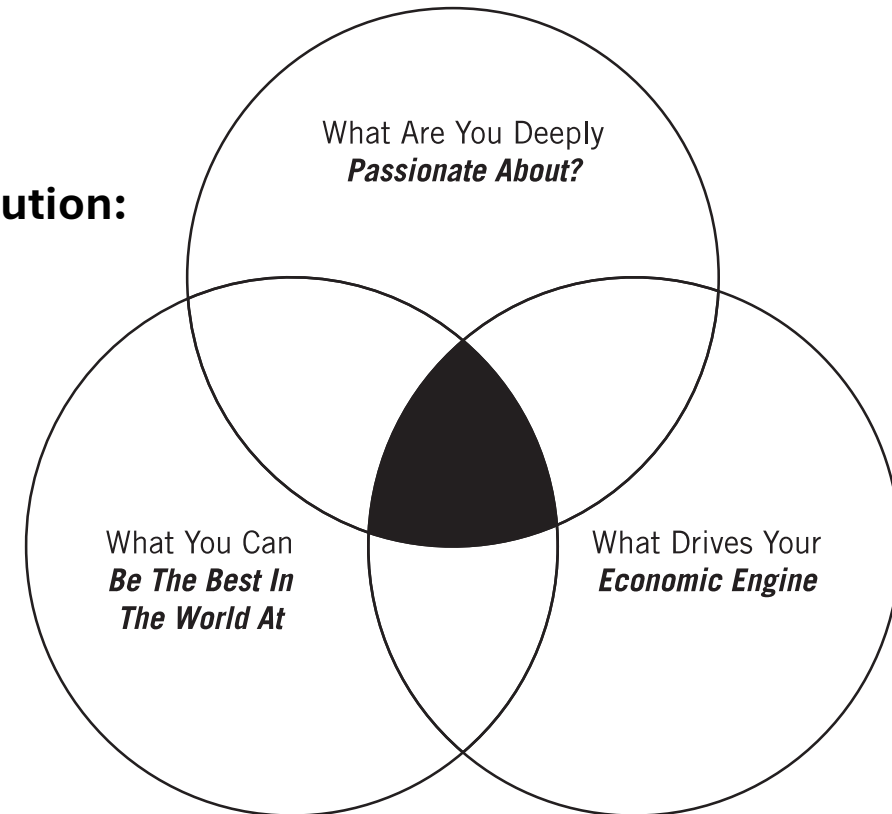 What Are You Deeply
Passionate About?
ution:
What You Can
Be The Best In
The World At
What Drives Your
Economic Engine